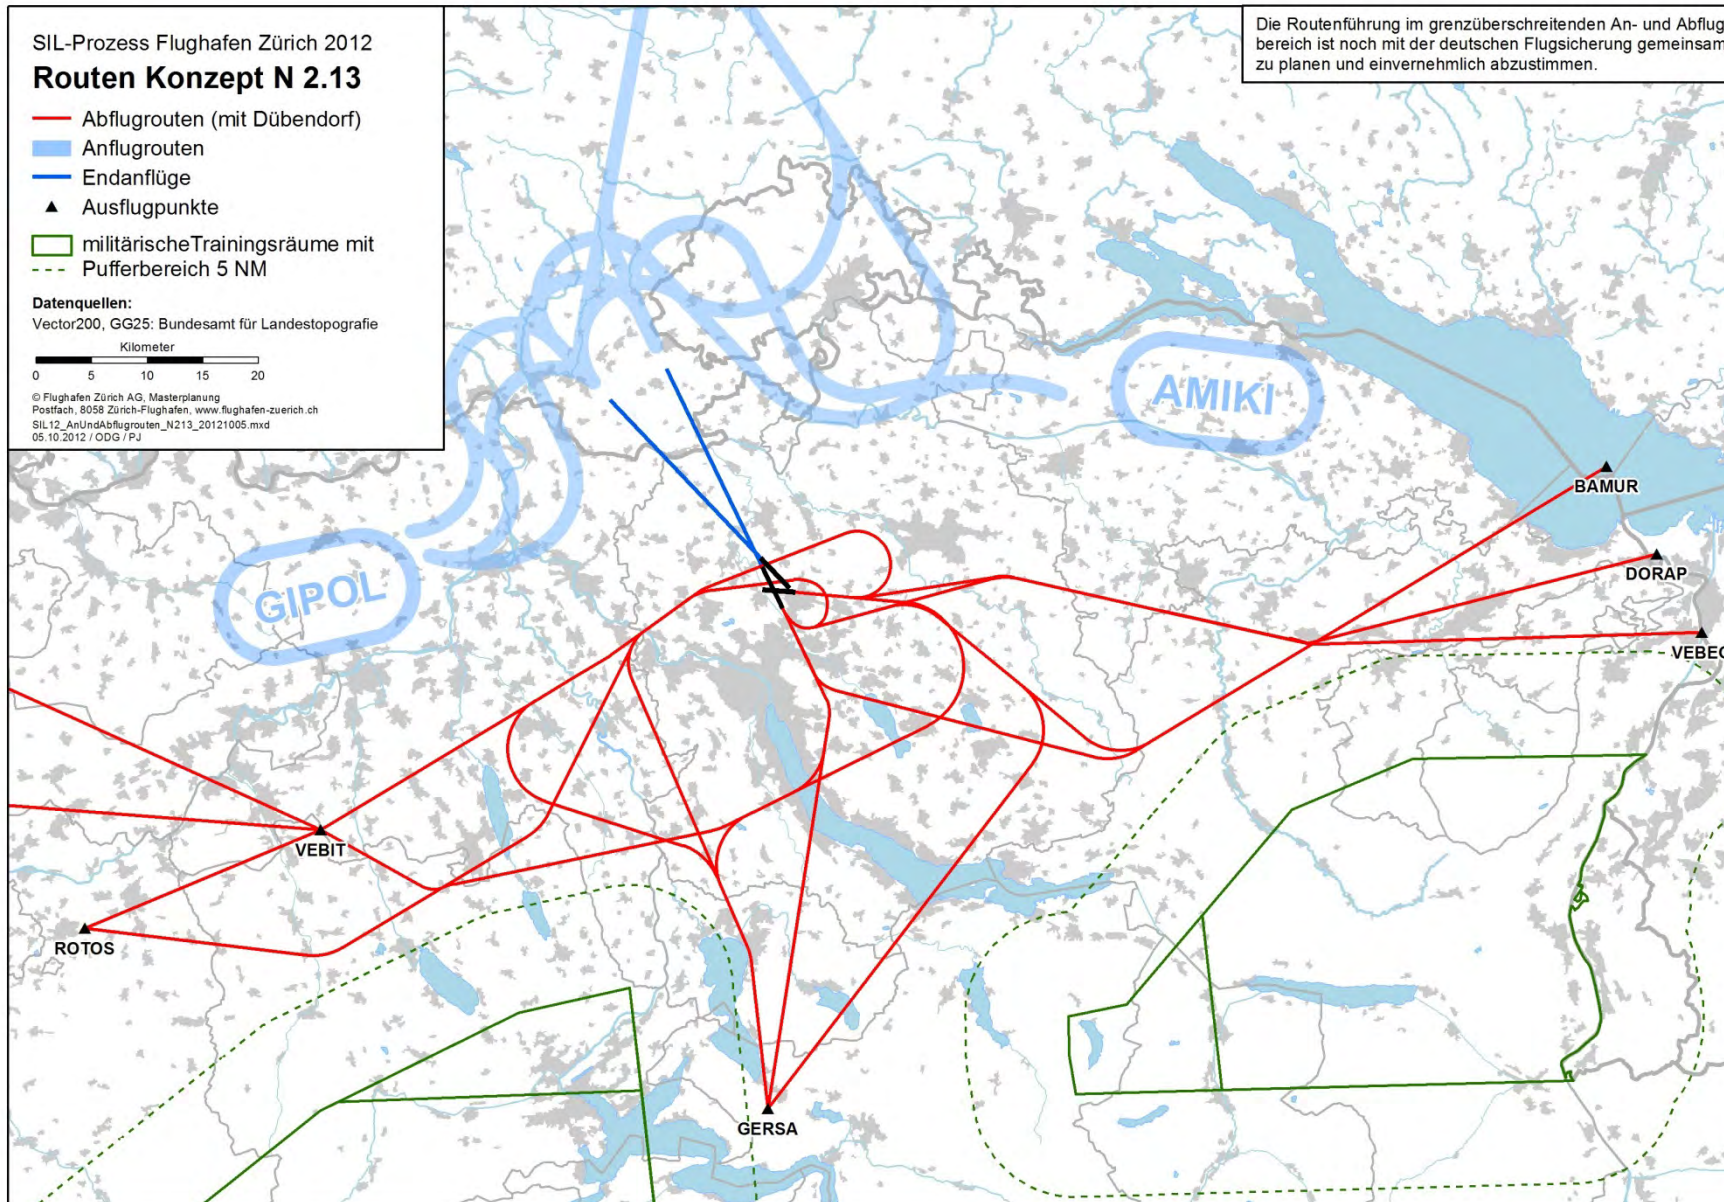 SIL-Prozess Flughafen Zürich 2012
Routen Konzept N 2.13
Abflugrouten (mit Dübendorf)
Anflugrouten
Endanflüge
Ausflugpunkte
militärischeTrainingsräume mit
Pufferbereich 5 NM
Datenquellen:
Vector200, GG25: Bundesamt für Landestopografie
Kilometer
0 5 10 15 20
© Flughafen Zürich AG, Masterplanung
Postfach, 8058 Zürich-Flughafen, www.flughafen-zuerich.ch
SIL12_AnUndAbflugrouten_N213_20121005.mxd
05.10.2012 / ODG / PJ
Die Routenführung im grenzüberschreitenden An- und Abflug
bereich ist noch mit der deutschen Flugsicherung gemeinsam
zu planen und einvernehmlich abzustimmen.
AMIKI
BAMUR
DORAP
GIPOL
VEBEG
VEBIT
ROTOS
GERSA